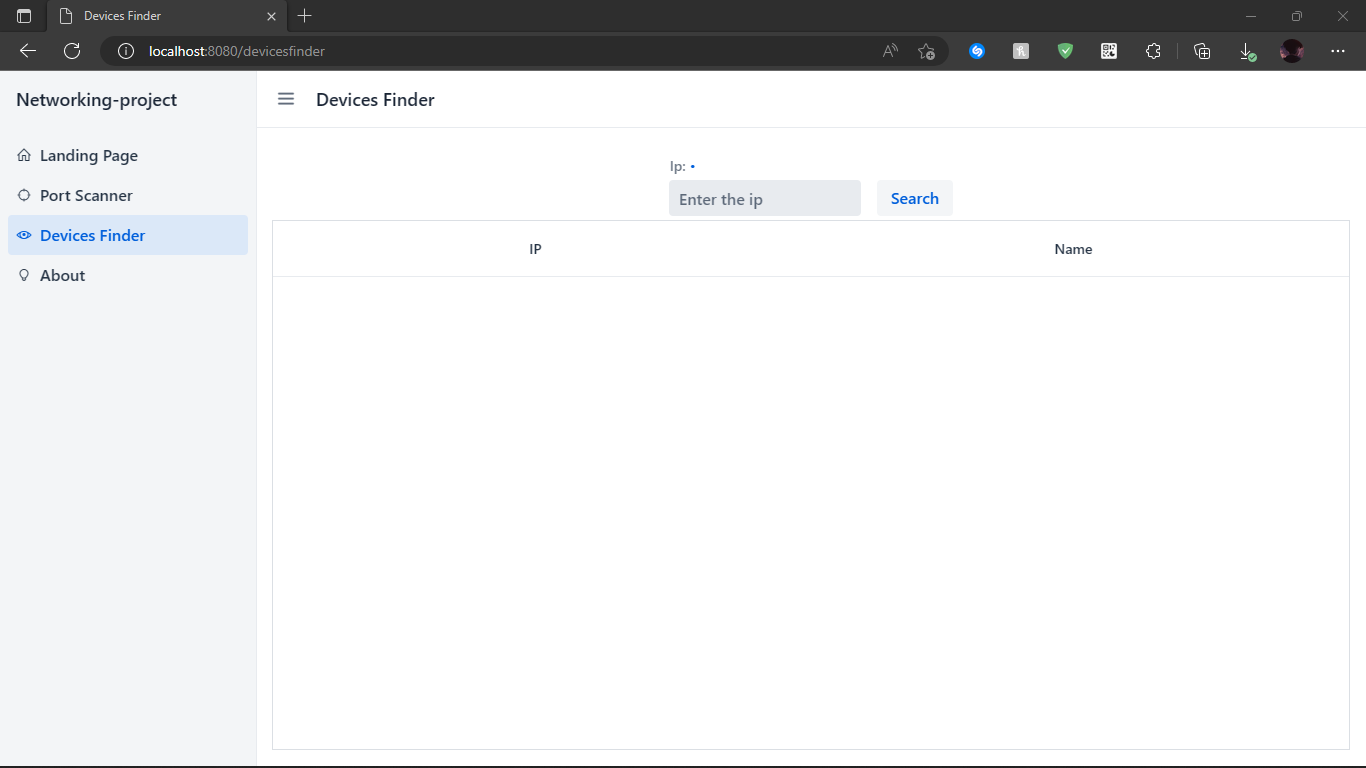 Devices Finder
localhost:8080/devicesfinder
Networking-project
Devices Finder
Landing Page
Port Scanner
Devices Finder
About
Ip: •
Enter the ip
Search
IP Name